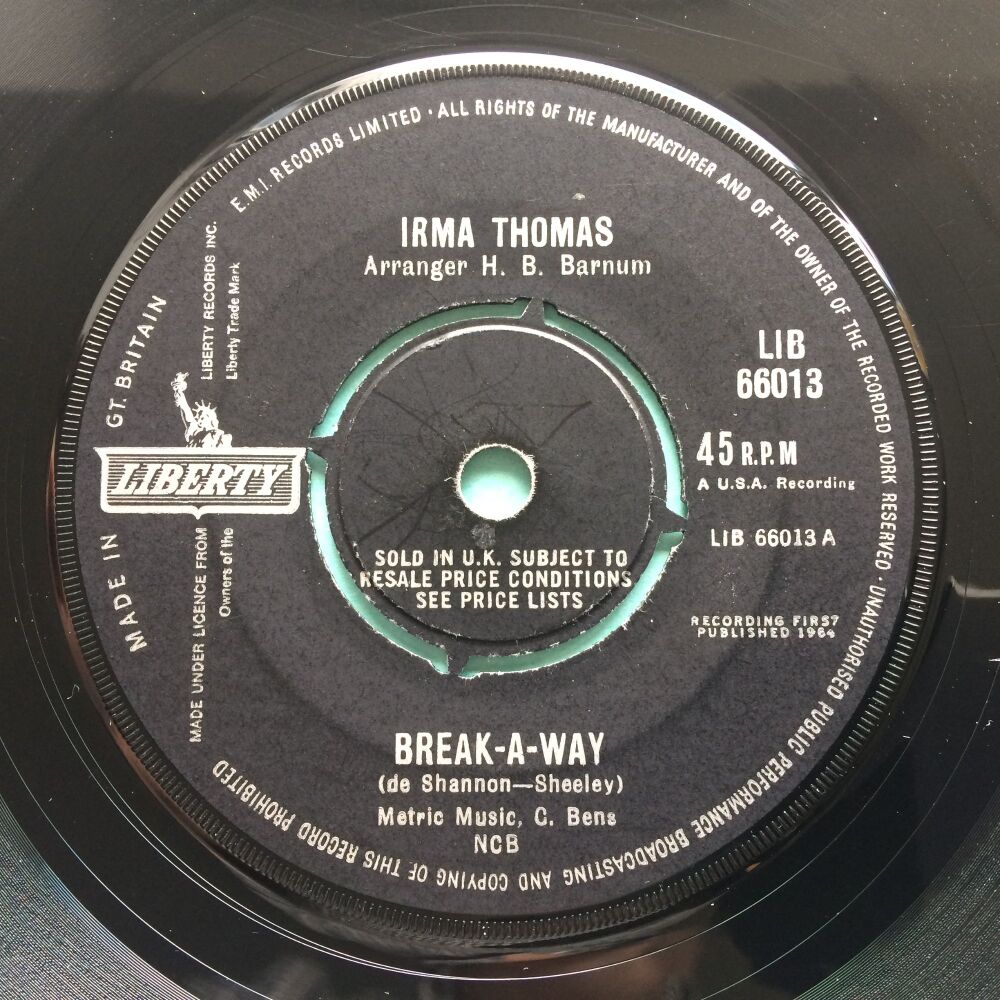 E.M.I. RECORDS LIMITED · ALL RIGHTS OF THE MANUFACTURER AND OF THE OWNER OF THE RECORDED WORK RESERVED · UNAUTHORISED PUBLIC PERFORMANCE BROADCASTING AND COPYING OF THIS RECORD PROHIBITED
MADE IN GT. BRITAIN
IRMA THOMAS
Arranger H. B. Barnum
LIBERTY RECORDS INC.
Liberty Trade Mark
LIBERTY
MADE UNDER LICENCE FROM
Owners of the
LIB
66013
45 R.P.M
A U.S.A. Recording
LIB 66013 A
SOLD IN U.K. SUBJECT TO
RESALE PRICE CONDITIONS
SEE PRICE LISTS
RECORDING FIRST
PUBLISHED 1964
BREAK-A-WAY
(de Shannon—Sheeley)
Metric Music, C. Bens
NCB